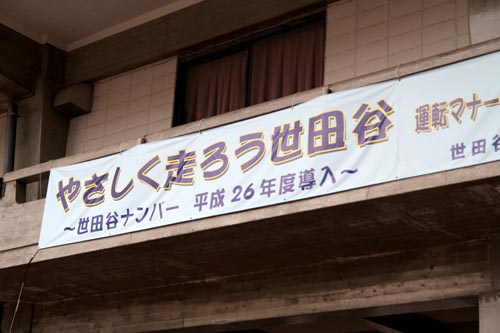 やさしく走ろう世田谷
～世田谷ナンバー 平成26年度導入～
運転マナー
世田谷